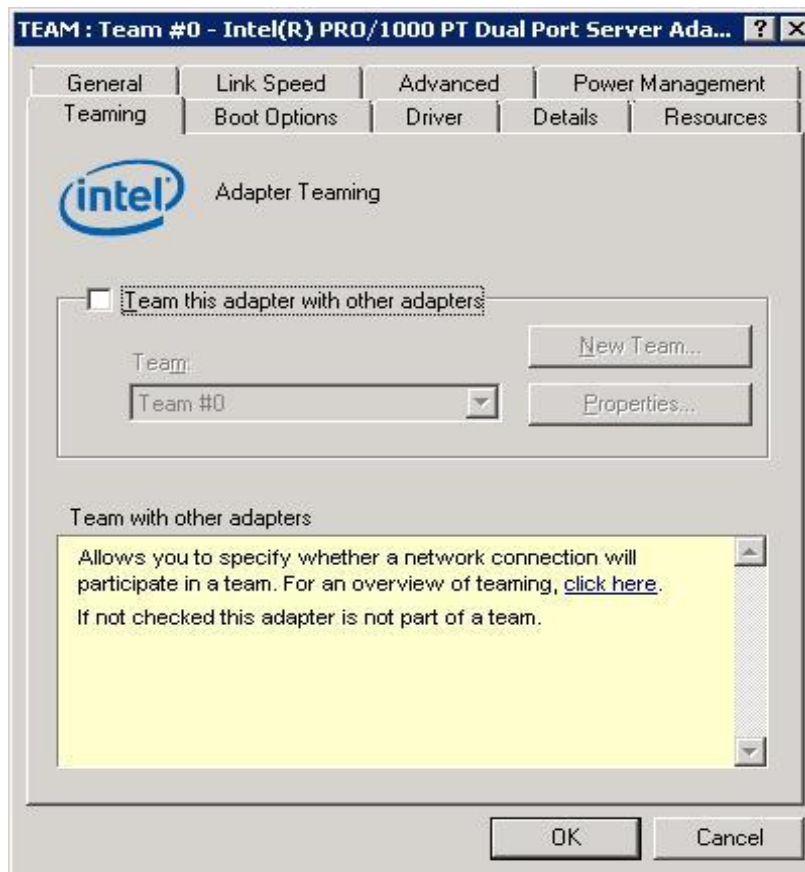 TEAM : Team #0 - Intel(R) PRO/1000 PT Dual Port Server Ada...
General Link Speed Advanced Power Management
Teaming Boot Options Driver Details Resources
intel
Adapter Teaming
Team this adapter with other adapters
New Team...
Team:
Team #0
Properties...
Team with other adapters
Allows you to specify whether a network connection will
participate in a team. For an overview of teaming, click here.
If not checked this adapter is not part of a team.
OK Cancel